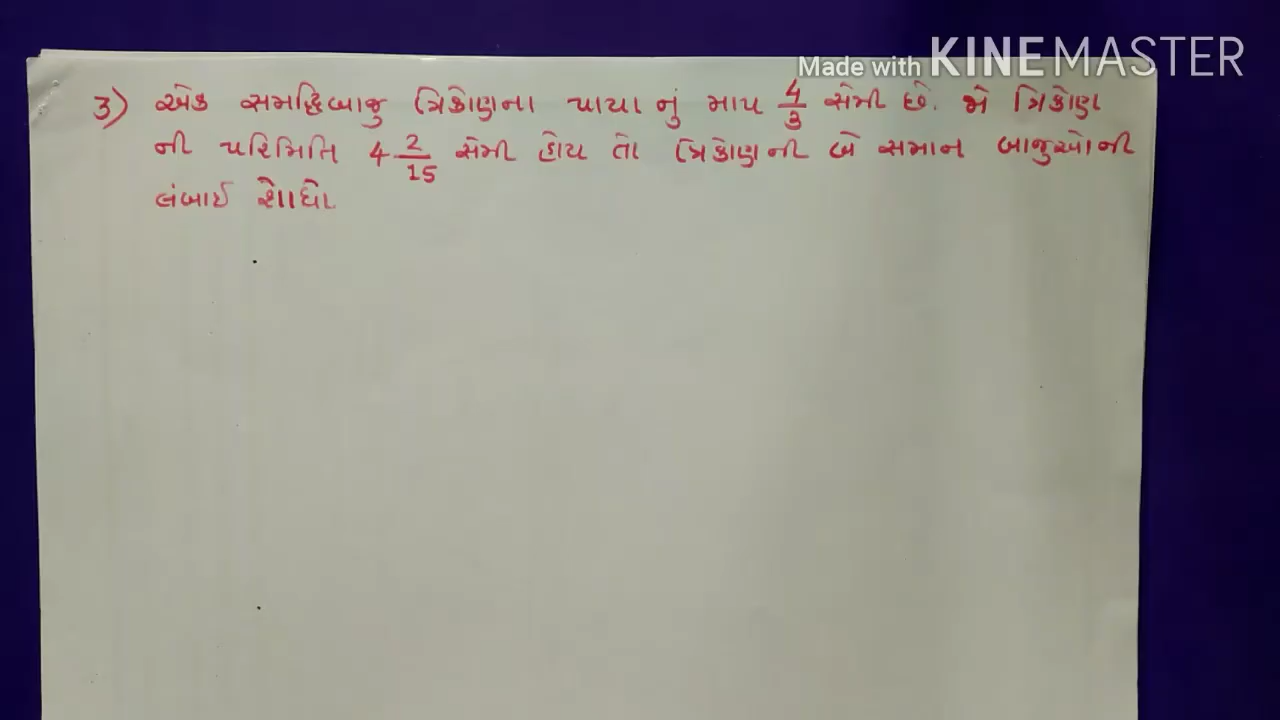 Made with KINEMASTER
3) એક સમદ્વિબાજુ ત્રિકોણના પાયા નું માપ 4/3 સેમી છે. જો ત્રિકોણ
ની પરિમિતિ 4 2/15 સેમી હોય તો ત્રિકોણની બે સમાન બાજુઓની
લંબાઈ શોધો